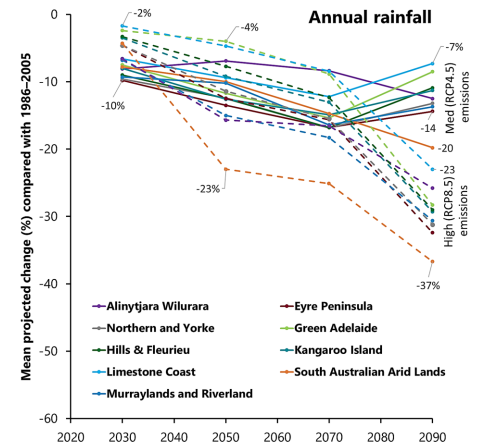 Annual rainfall
Mean projected change (%) compared with 1986–2005
0
-10
-20
-30
-40
-50
-60
2020 2030 2040 2050 2060 2070 2080 2090
-2%
-4%
-7%
-10%
-14
-20
-23
-23%
-37%
Med (RCP4.5)
emissions
High (RCP8.5)
emissions
Alinytjara Wilurara Eyre Peninsula
Northern and Yorke Green Adelaide
Hills & Fleurieu Kangaroo Island
Limestone Coast South Australian Arid Lands
Murraylands and Riverland